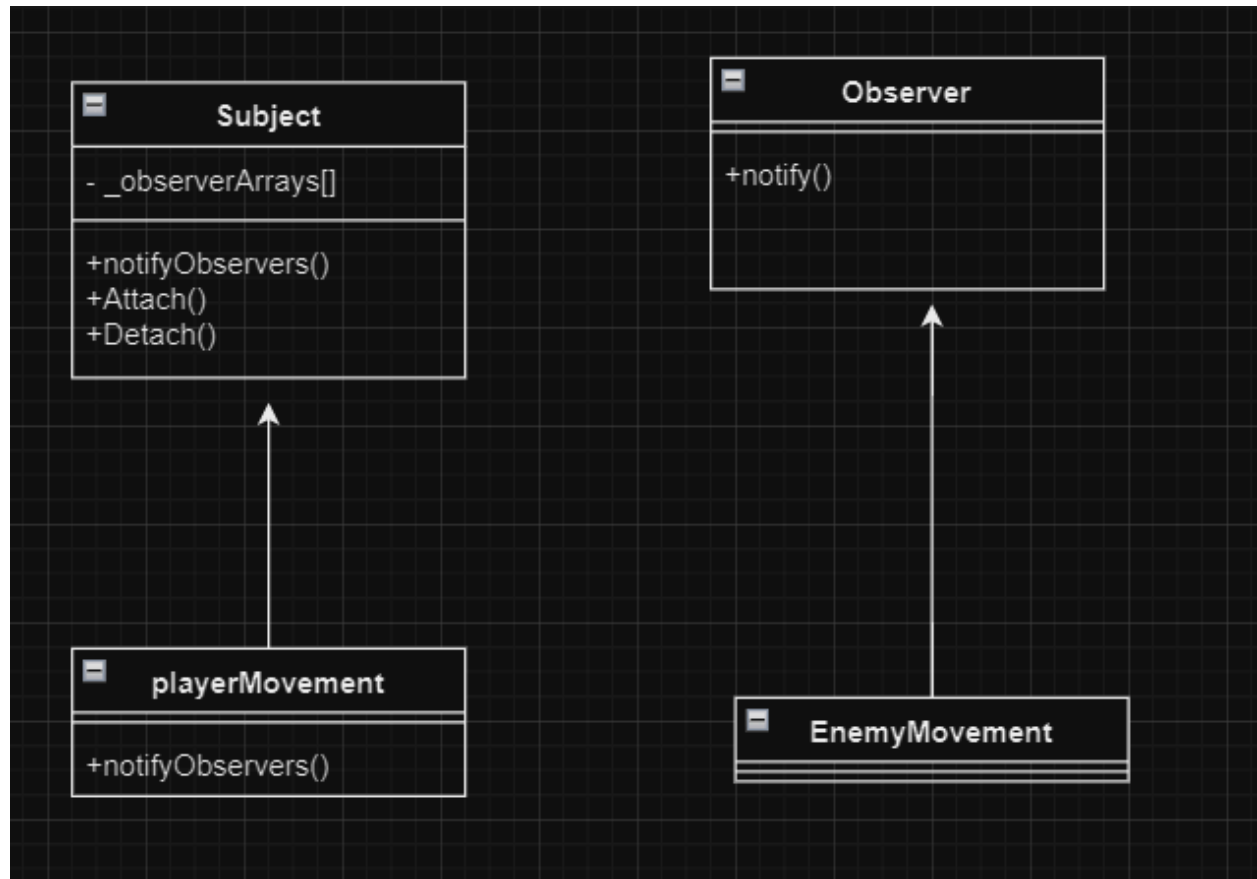 Subject
- _observerArrays[]
+notifyObservers()
+Attach()
+Detach()
Observer
+notify()
playerMovement
+notifyObservers()
EnemyMovement